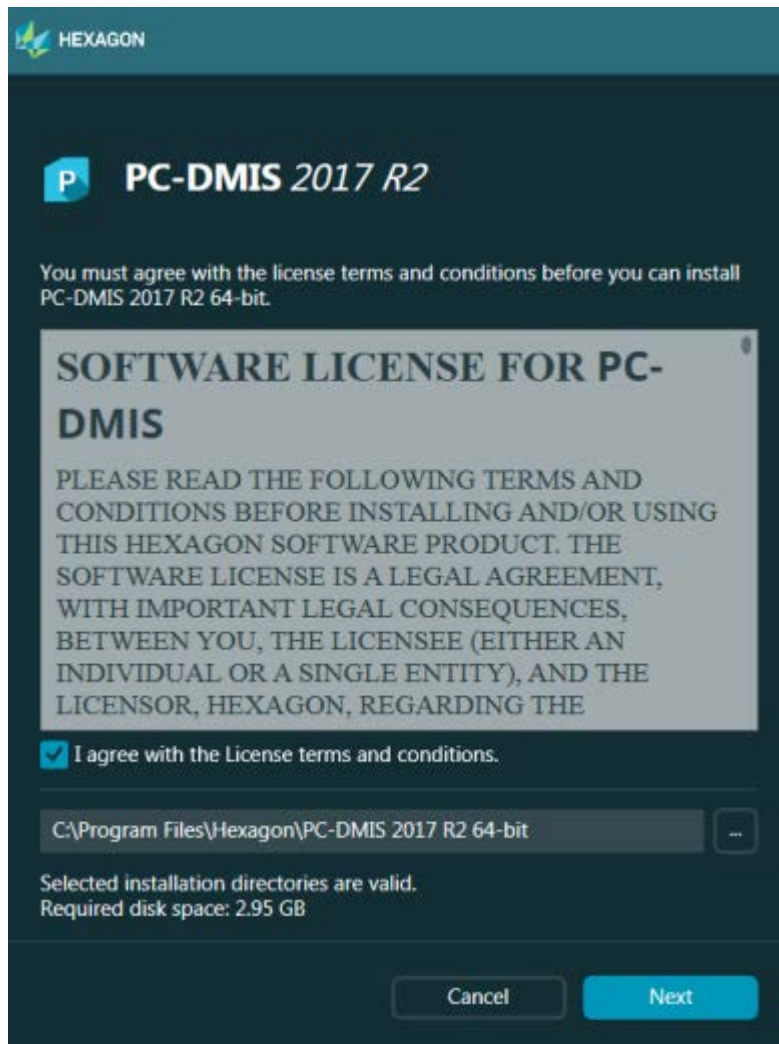 HEXAGON
P PC-DMIS 2017 R2
You must agree with the license terms and conditions before you can install
PC-DMIS 2017 R2 64-bit.
SOFTWARE LICENSE FOR PC-
DMIS
PLEASE READ THE FOLLOWING TERMS AND
CONDITIONS BEFORE INSTALLING AND/OR USING
THIS HEXAGON SOFTWARE PRODUCT. THE
SOFTWARE LICENSE IS A LEGAL AGREEMENT,
WITH IMPORTANT LEGAL CONSEQUENCES,
BETWEEN YOU, THE LICENSEE (EITHER AN
INDIVIDUAL OR A SINGLE ENTITY), AND THE
LICENSOR, HEXAGON, REGARDING THE
I agree with the License terms and conditions.
C:\Program Files\Hexagon\PC-DMIS 2017 R2 64-bit ...
Selected installation directories are valid.
Required disk space: 2.95 GB
Cancel Next